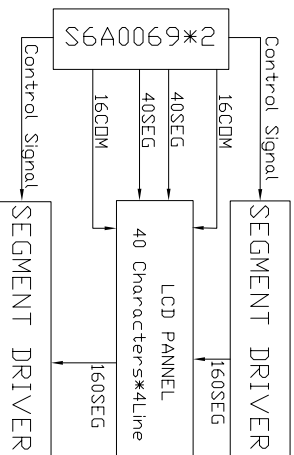 S6A0069*2
Control Signal
16COM
40SEG
40SEG
16COM
Control Signal
SEGMENT DRIVER
160SEG
LCD PANNEL
40 Characters*4Line
160SEG
SEGMENT DRIVER